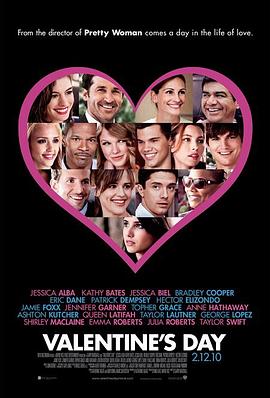 From the director of Pretty Woman comes a day in the life of love.
JESSICA ALBA KATHY BATES JESSICA BIEL BRADLEY COOPER
ERIC DANE PATRICK DEMPSEY HECTOR ELIZONDO
JAMIE FOXX JENNIFER GARNER TOPHER GRACE ANNE HATHAWAY
ASHTON KUTCHER QUEEN LATIFAH TAYLOR LAUTNER GEORGE LOPEZ
SHIRLEY MACLAINE EMMA ROBERTS JULIA ROBERTS TAYLOR SWIFT
VALENTINE'S DAY
2.12.10